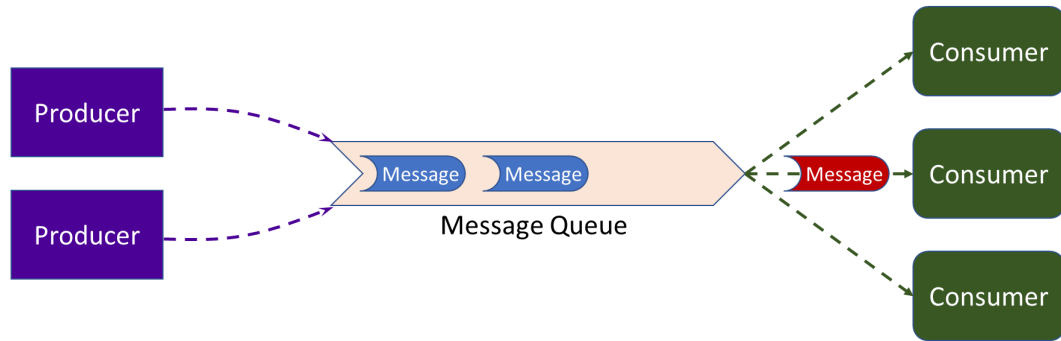 Producer
Producer
Message
Message
Message Queue
Message
Consumer
Consumer
Consumer